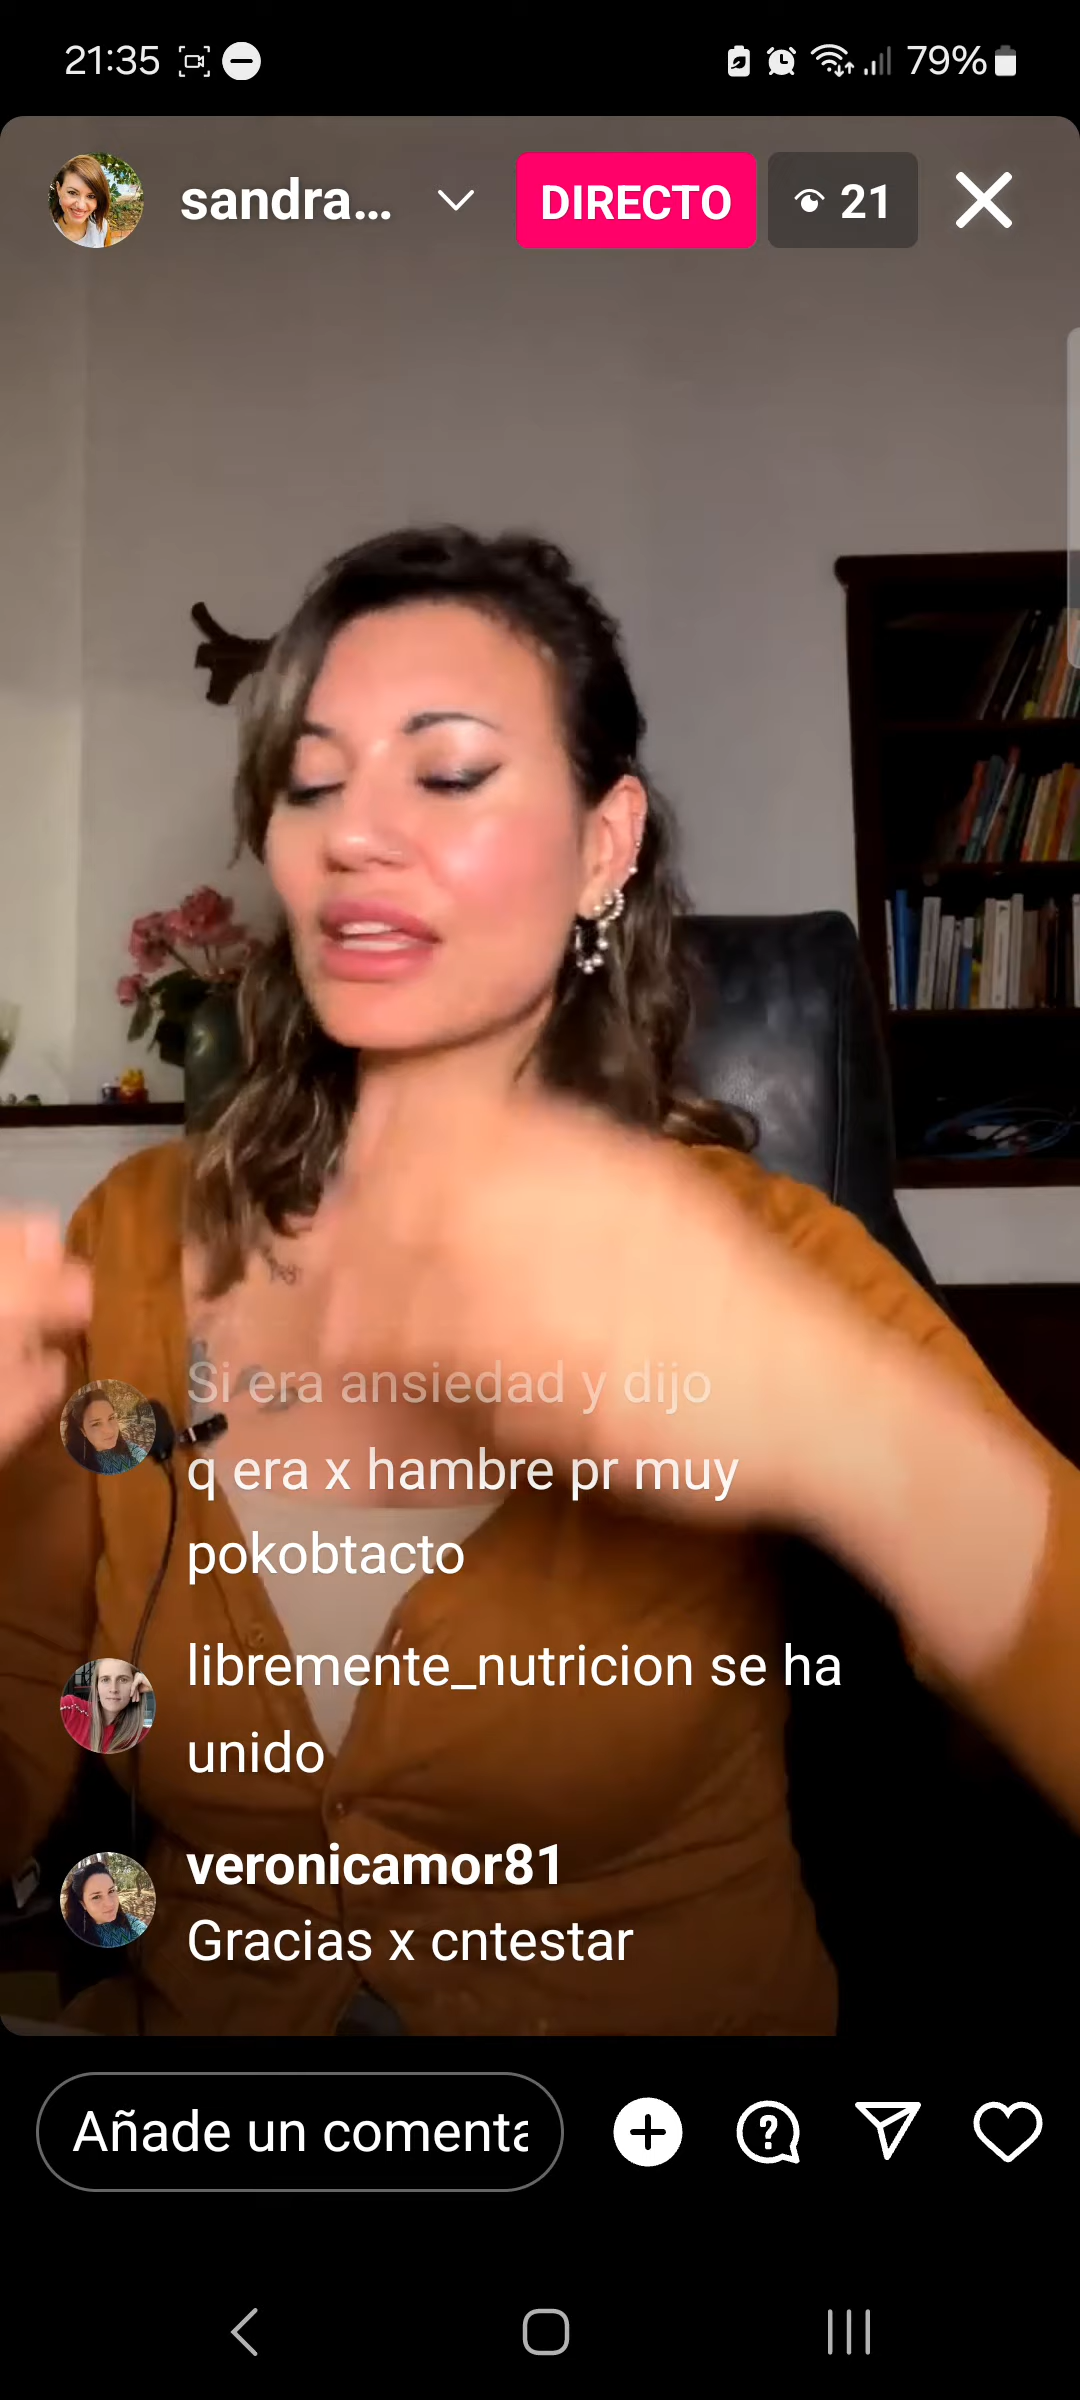 21:35
79%
sandra...
DIRECTO
21
Si era ansiedad y dijo
q era x hambre pr muy
pokobtacto
libremente_nutricion se ha
unido
veronicamor81
Gracias x cntestar
Añade un comenta